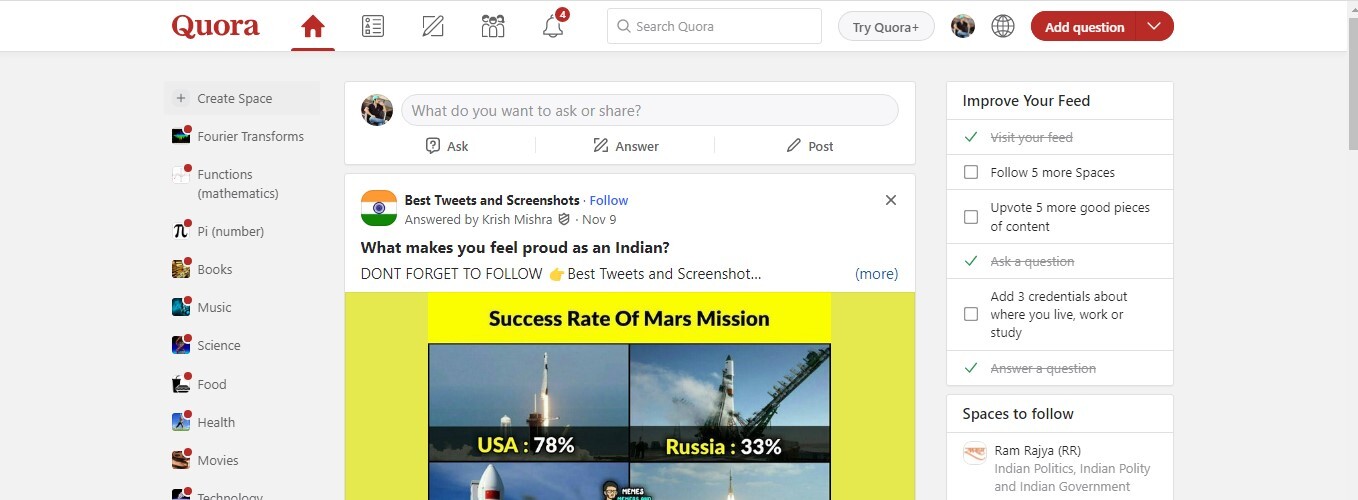 Quora
4
Search Quora
Try Quora+
Add question
Create Space
Fourier Transforms
Functions
(mathematics)
Pi (number)
Books
Music
Science
Food
Health
Movies
Technology
What do you want to ask or share?
Ask
Answer
Post
Best Tweets and Screenshots · Follow
Answered by Krish Mishra · Nov 9
What makes you feel proud as an Indian?
DONT FORGET TO FOLLOW 👉 Best Tweets and Screenshot... (more)
Success Rate Of Mars Mission
USA : 78%
Russia : 33%
MEMES
Improve Your Feed
Visit your feed
Follow 5 more Spaces
Upvote 5 more good pieces
of content
Ask a question
Add 3 credentials about
where you live, work or
study
Answer a question
Spaces to follow
Ram Rajya (RR)
Indian Politics, Indian Polity
and Indian Government